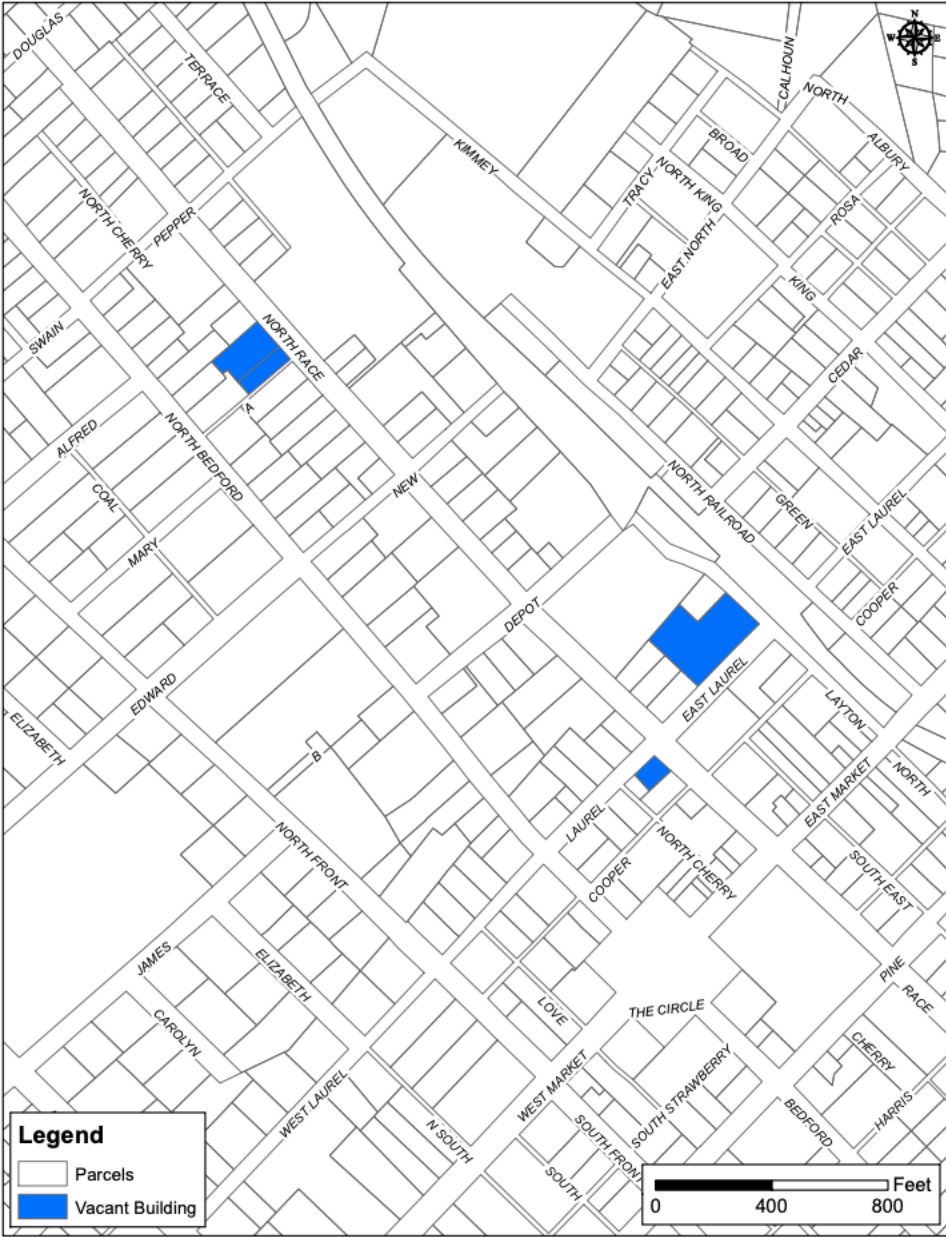 DOUGLAS
TERRACE
N
W E
S
CALHOUN
NORTH
ALBURY
KIMMEY
BROAD
TRACY
NORTH KING
ROSA
NORTH CHERRY
PEPPER
EAST NORTH
KING
SWAIN
NORTH RACE
CEDAR
A
ALFRED
NORTH BEDFORD
NEW
COAL
NORTH RAILROAD
GREEN
EAST LAUREL
MARY
DEPOT
COOPER
EDWARD
EAST LAUREL
LAYTON
ELIZABETH
B
NORTH
EAST MARKET
LAUREL
NORTH FRONT
COOPER
NORTH CHERRY
SOUTH EAST
JAMES
ELIZABETH
PINE
RACE
LOVE
THE CIRCLE
CAROLYN
CHERRY
WEST LAUREL
WEST MARKET
SOUTH STRAWBERRY
N SOUTH
SOUTH FRONT
BEDFORD
HARRIS
SOUTH
Legend
Parcels
Vacant Building
Feet
0 400 800